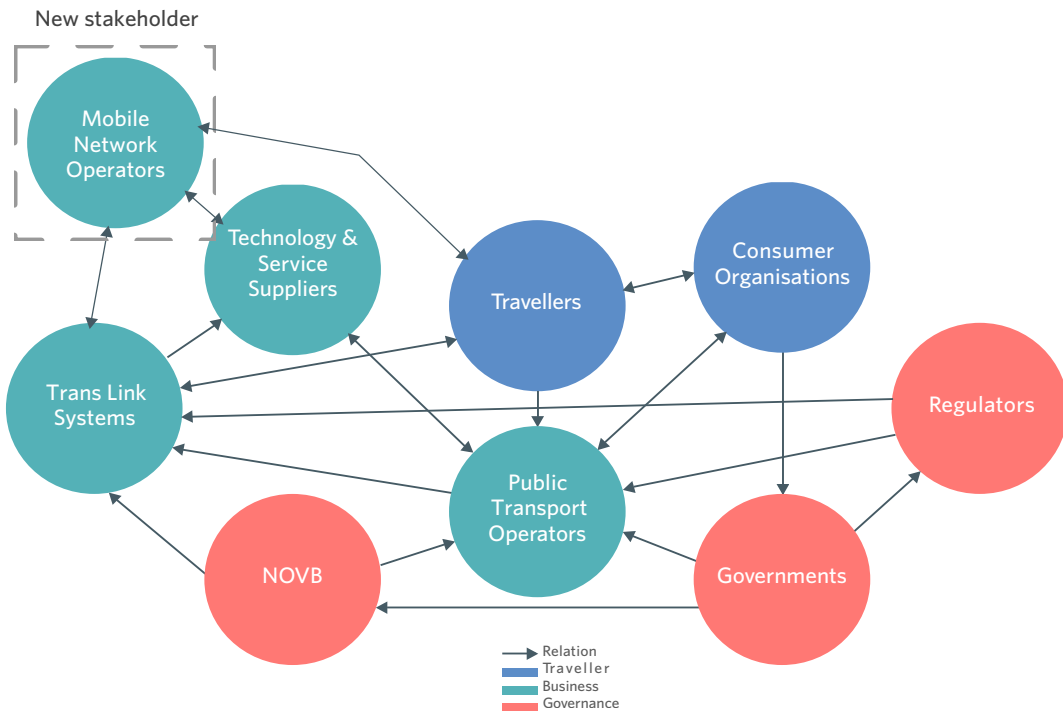 New stakeholder
Mobile
Network
Operators
Technology &
Service
Suppliers
Travellers
Consumer
Organisations
Trans Link
Systems
Regulators
Public
Transport
Operators
NOVB
Governments
Relation
Traveller
Business
Governance